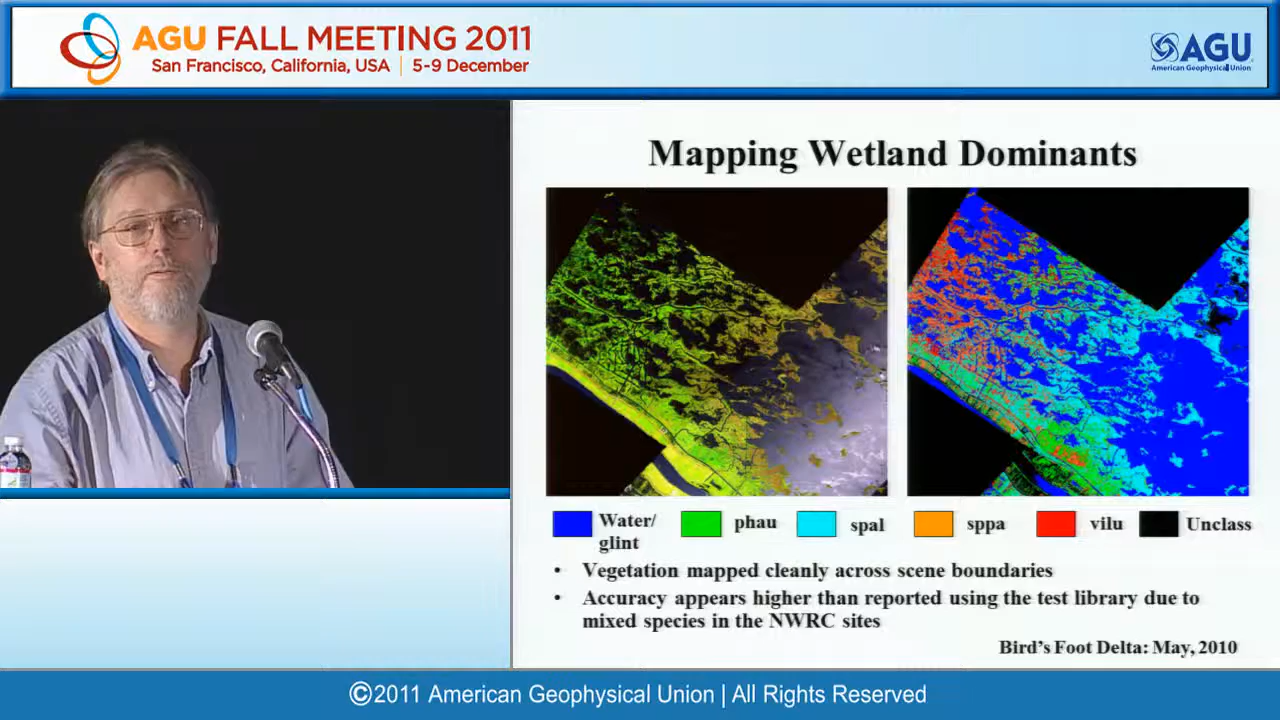 AGU FALL MEETING 2011
San Francisco, California, USA | 5-9 December
AGU
American Geophysical Union
Mapping Wetland Dominants
Water/
glint
phau
spal
sppa
vilu
Unclass
• Vegetation mapped cleanly across scene boundaries
• Accuracy appears higher than reported using the test library due to
mixed species in the NWRC sites
Bird's Foot Delta: May, 2010
©2011 American Geophysical Union | All Rights Reserved